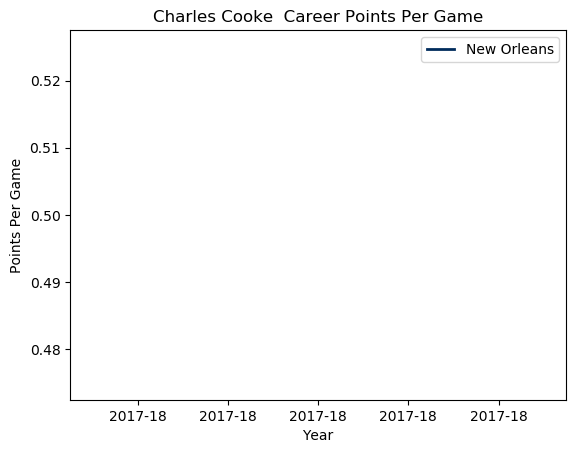 Charles Cooke  Career Points Per Game
New Orleans
0.52
0.51
0.50
0.49
0.48
Points Per Game
2017-18 2017-18 2017-18 2017-18 2017-18
Year